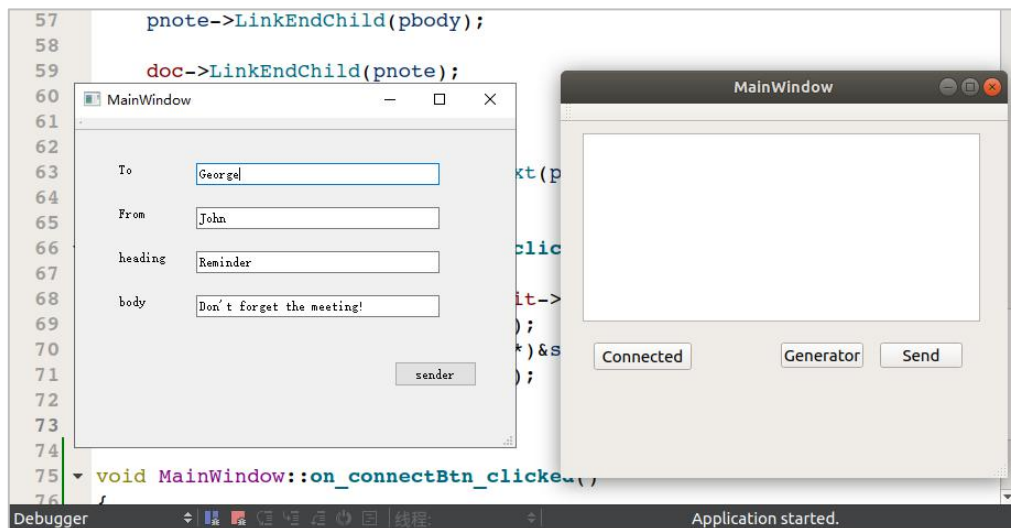 57 pnote->LinkEndChild(pbody);
58
59 doc->LinkEndChild(pnote);
60
61
62
63 xt(p
64
65
66 clic
67
68 it->
69 );
70 *)&s
71 );
72
73
74
75 void MainWindow::on_connectBtn_clicked()
76 {
MainWindow
To George
From John
heading Reminder
body Don't forget the meeting!
sender
MainWindow
Connected Generator Send
Debugger 线程: Application started.